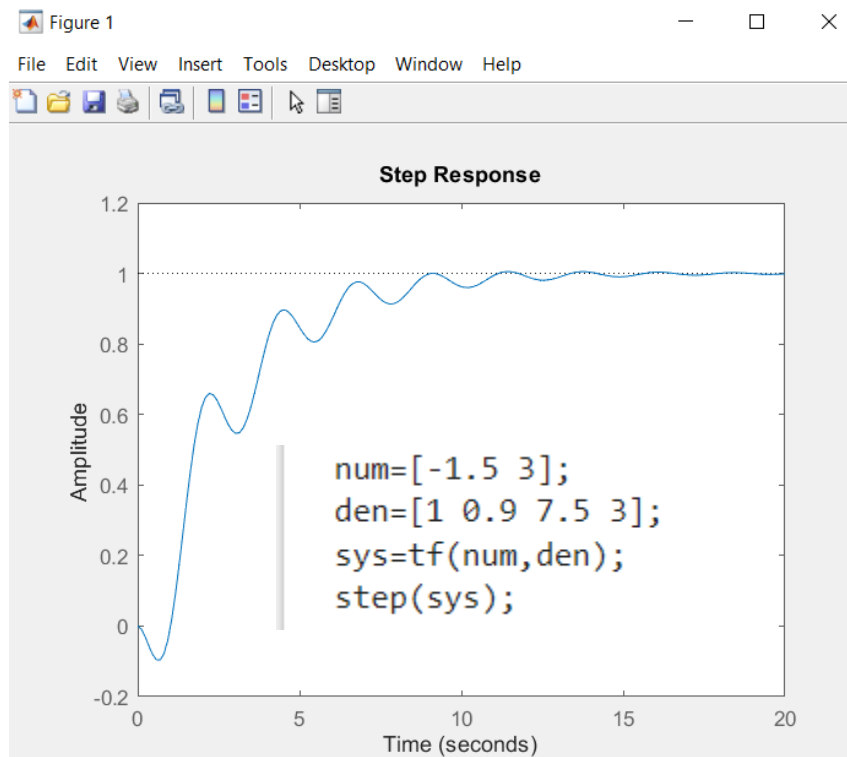 Figure 1
File Edit View Insert Tools Desktop Window Help
Step Response
1.2
1
0.8
0.6
0.4
0.2
0
-0.2
Amplitude
num=[-1.5 3];
den=[1 0.9 7.5 3];
sys=tf(num,den);
step(sys);
0 5 10 15 20
Time (seconds)